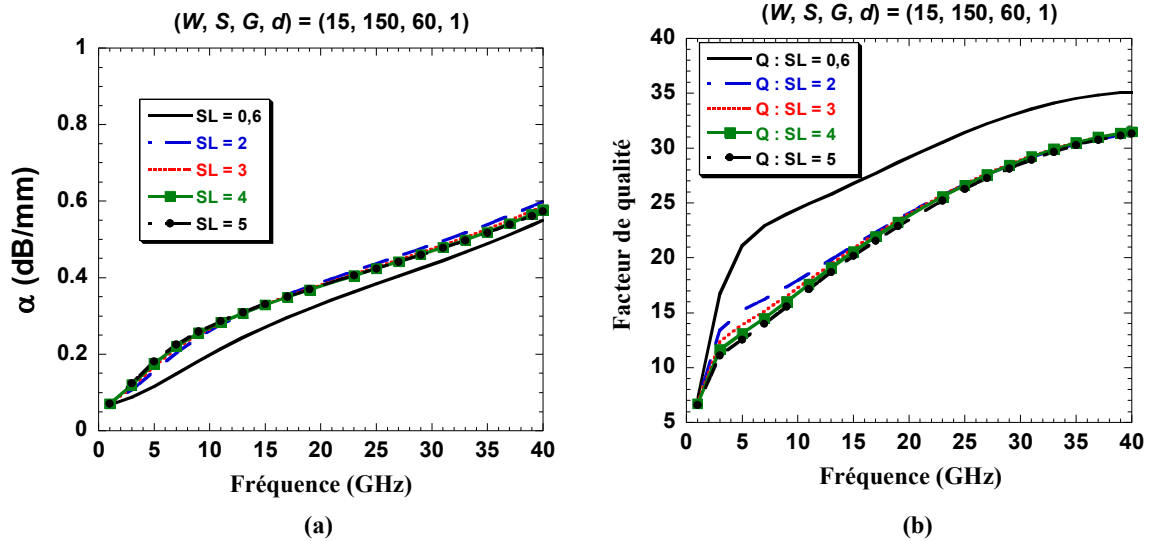 (W, S, G, d) = (15, 150, 60, 1)
1
0.8
0.6
0.4
0.2
0
α (dB/mm)
SL = 0,6
SL = 2
SL = 3
SL = 4
SL = 5
0 5 10 15 20 25 30 35 40
Fréquence (GHz)
(a)
(W, S, G, d) = (15, 150, 60, 1)
40
35
30
25
20
15
10
5
Facteur de qualité
Q : SL = 0,6
Q : SL = 2
Q : SL = 3
Q : SL = 4
Q : SL = 5
0 5 10 15 20 25 30 35 40
Fréquence (GHz)
(b)